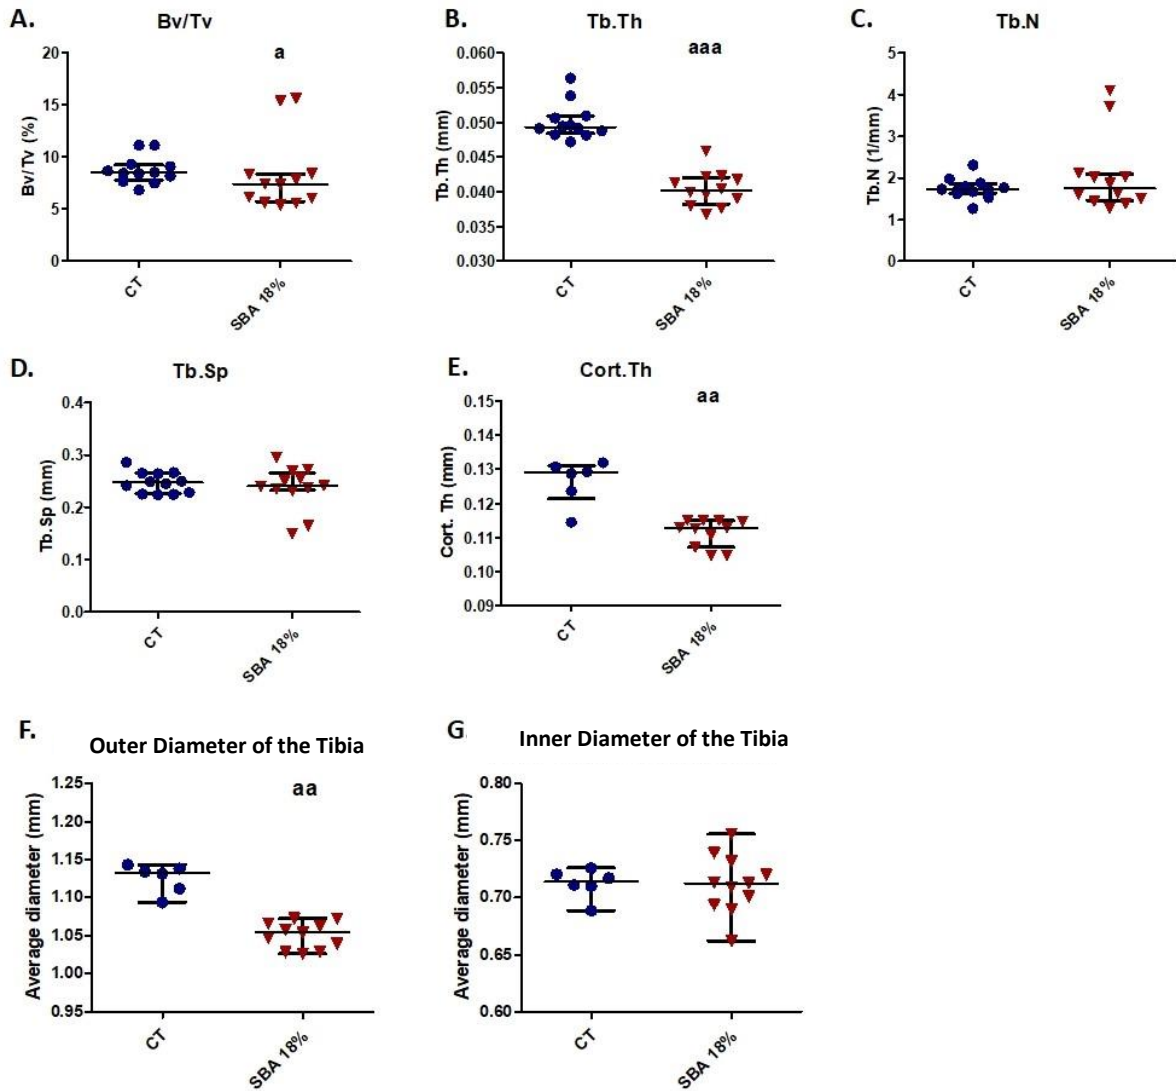 A.
Bv/Tv
a
20
15
10
5
0
Bv/Tv (%)
CT
SBA 18%
B.
Tb.Th
aaa
0.060
0.055
0.050
0.045
0.040
0.035
0.030
Tb.Th (mm)
CT
SBA 18%
C.
Tb.N
5
4
3
2
1
0
Tb.N (1/mm)
CT
SBA 18%
D.
Tb.Sp
0.4
0.3
0.2
0.1
0.0
Tb.Sp (mm)
CT
SBA 18%
E.
Cort.Th
aa
0.15
0.14
0.13
0.12
0.11
0.10
0.09
Cort. Th (mm)
CT
SBA 18%
F.
Outer Diameter of the Tibia
aa
1.25
1.20
1.15
1.10
1.05
1.00
0.95
Average diameter (mm)
CT
SBA 18%
G.
Inner Diameter of the Tibia
0.80
0.75
0.70
0.65
0.60
Average diameter (mm)
CT
SBA 18%